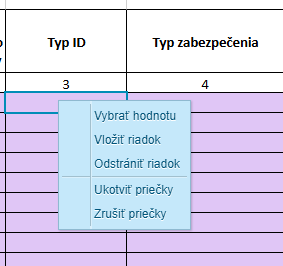 Typ ID
Typ zabezpečenia
3
4
Vybrať hodnotu
Vložiť riadok
Odstrániť riadok
Ukotviť priečky
Zrušiť priečky